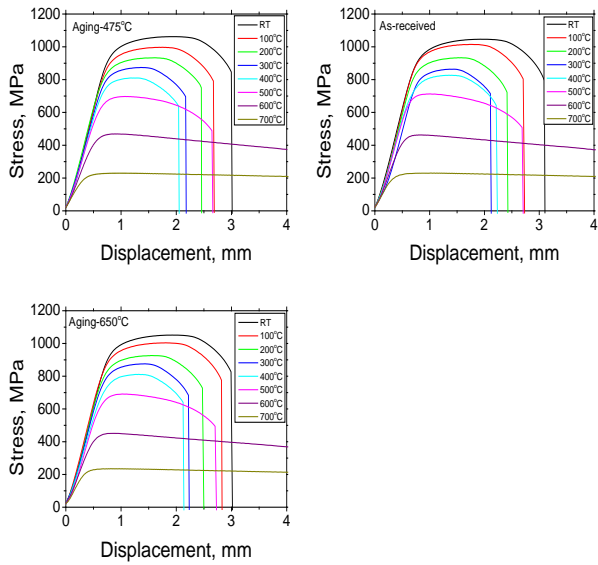 Aging-475°C
RT
100°C
200°C
300°C
400°C
500°C
600°C
700°C
1200
1000
800
600
400
200
0
Stress, MPa
0 1 2 3 4
Displacement, mm
As-received
RT
100°C
200°C
300°C
400°C
500°C
600°C
700°C
1200
1000
800
600
400
200
0
Stress, MPa
0 1 2 3 4
Displacement, mm
Aging-650°C
RT
100°C
200°C
300°C
400°C
500°C
600°C
700°C
1200
1000
800
600
400
200
0
Stress, MPa
0 1 2 3 4
Displacement, mm